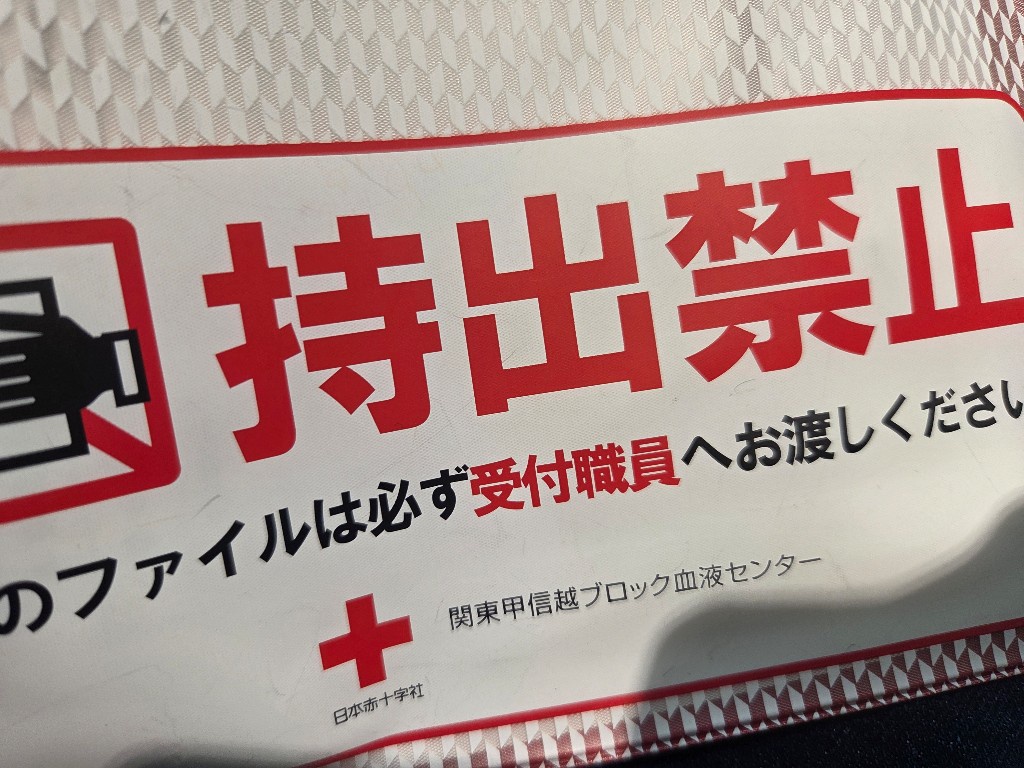 持出禁止
のファイルは必ず受付職員へお渡しください
関東甲信越ブロック血液センター
日本赤十字社